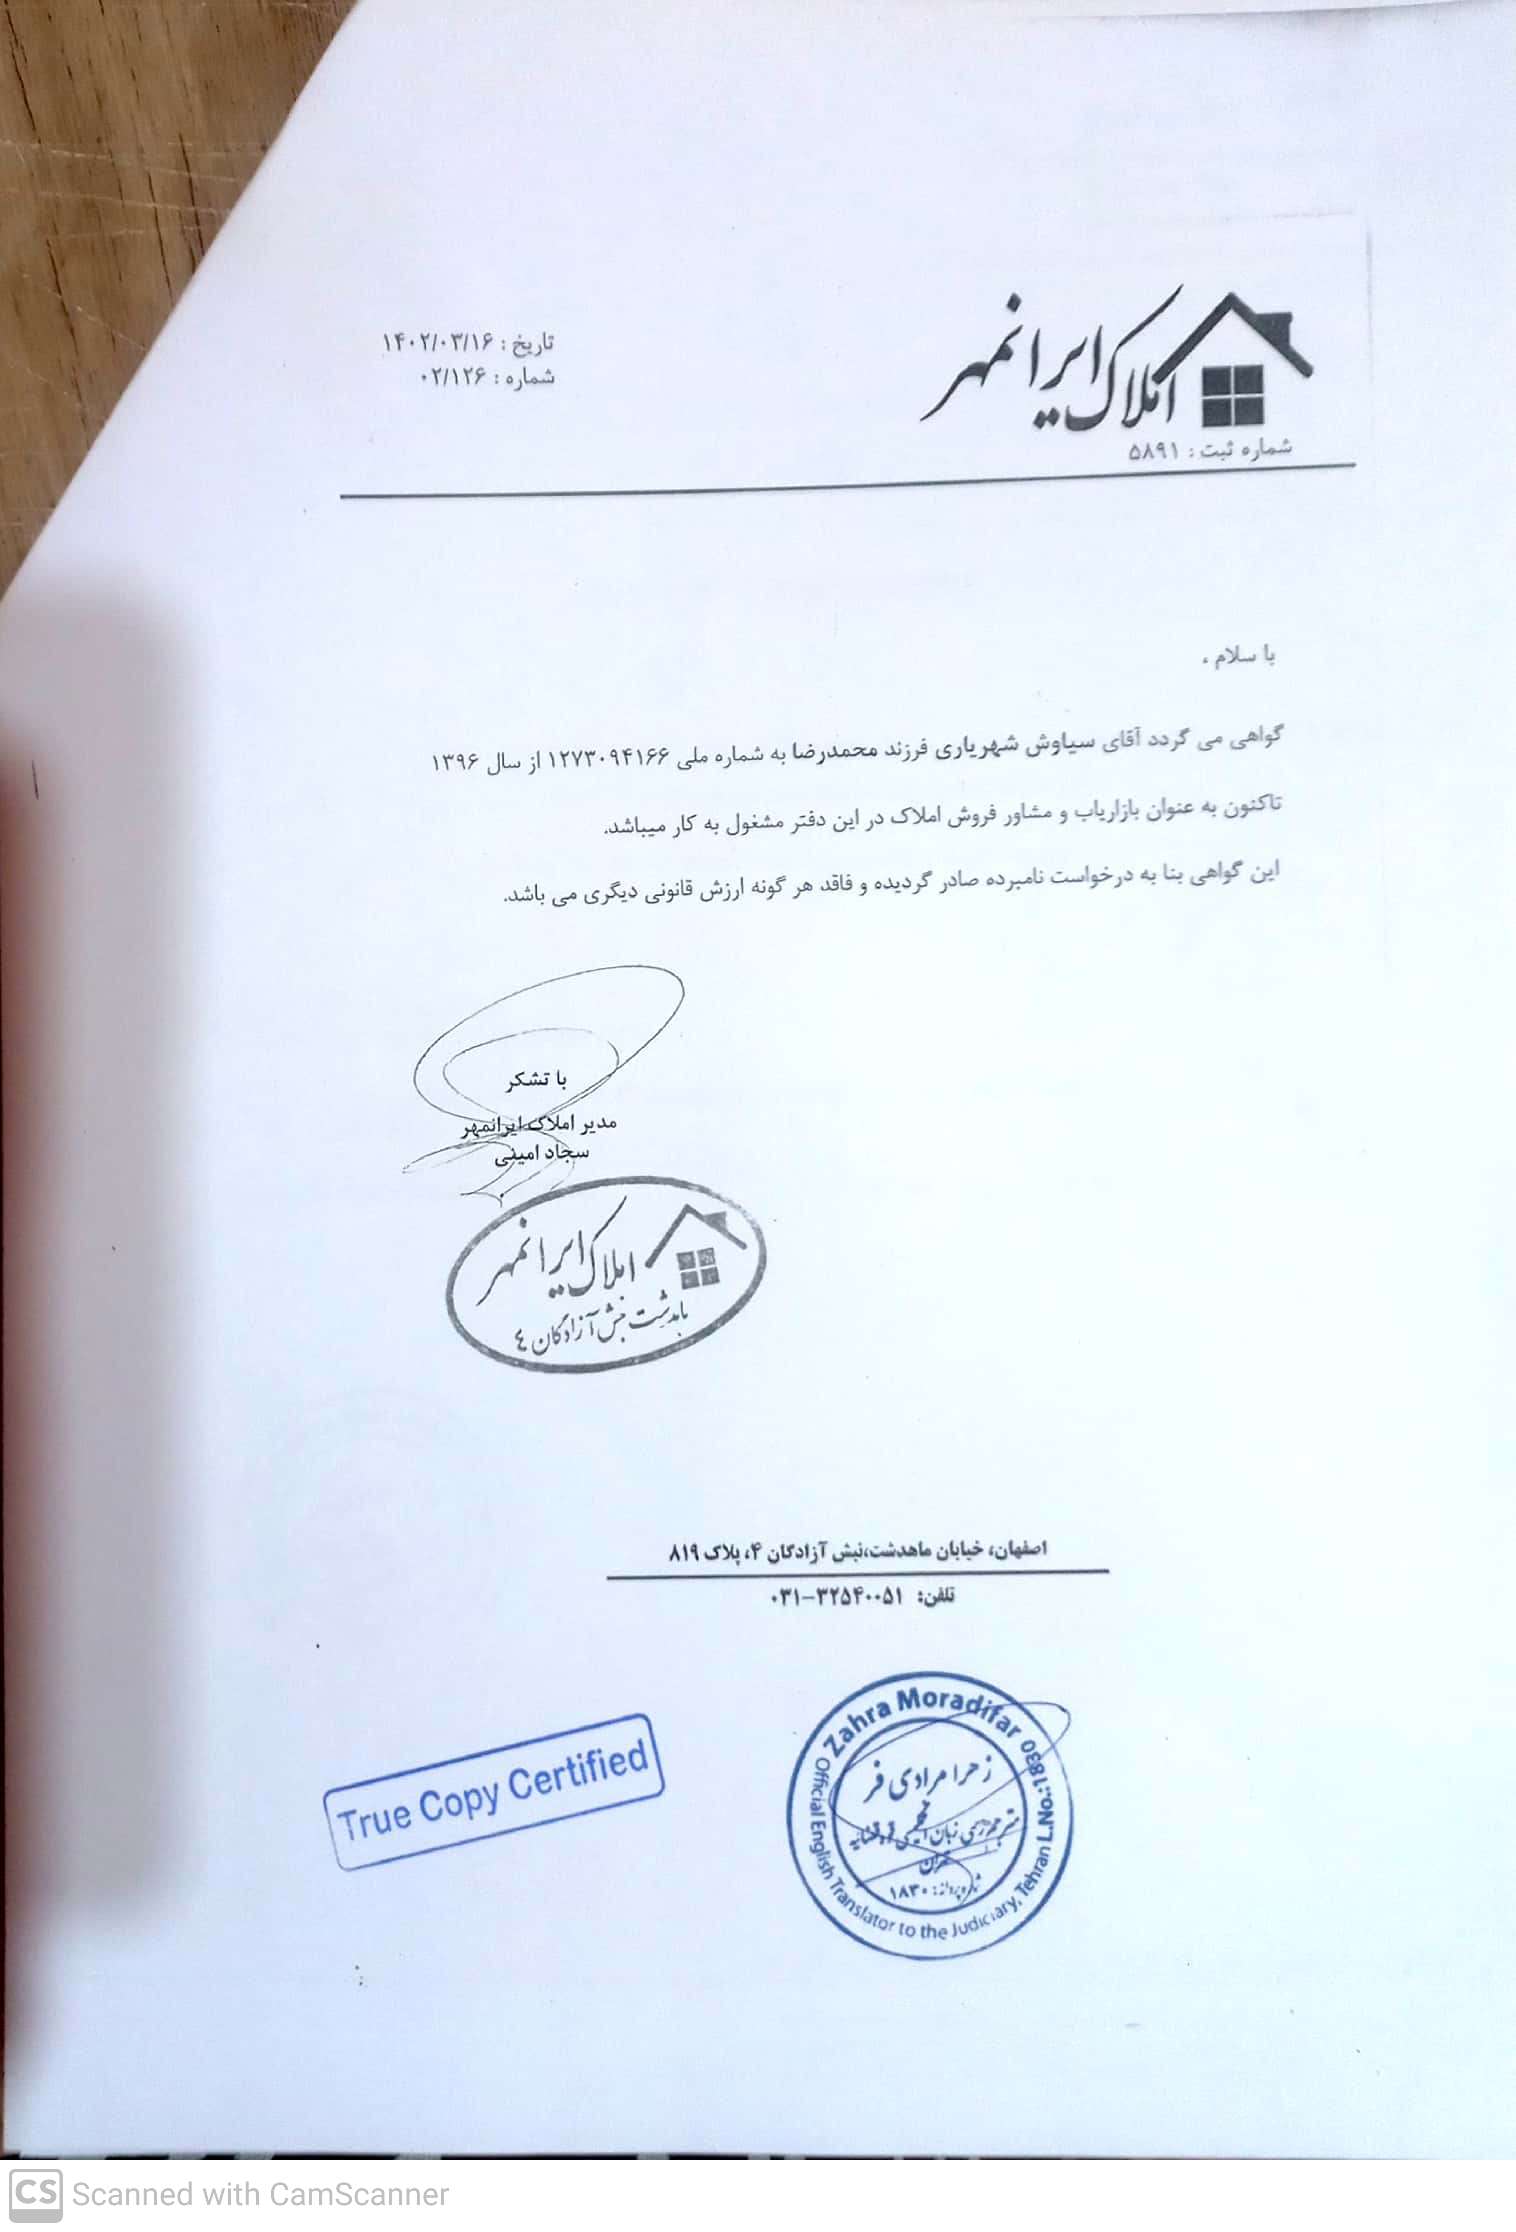 املاک ایرانمهر
شماره ثبت : ۵۸۹۱
تاریخ : ۱۴۰۲/۰۳/۱۶
شماره : ۰۲/۱۲۶
با سلام ،
گواهی می گردد آقای سیاوش شهریاری فرزند محمدرضا به شماره ملی ۱۲۷۳۰۹۴۱۶۶ از سال ۱۳۹۶
تاکنون به عنوان بازاریاب و مشاور فروش املاک در این دفتر مشغول به کار میباشد.
این گواهی بنا به درخواست نامبرده صادر گردیده و فاقد هر گونه ارزش قانونی دیگری می باشد.
با تشکر
مدیر املاک ایرانمهر
سجاد امینی
املاک ایرانمهر
ماهدشت نبش آزادگان ٤
اصفهان، خیابان ماهدشت،نبش آزادگان ۴، پلاک ۸۱۹
تلفن: ۰۳۱-۳۲۵۴۰۰۵۱
True Copy Certified
Zahra Moradifar
Official English Translator to the Judiciary, Tehran L.No.:1830
زهرا مرادی فر
مترجم رسمی زبان انگلیسی قوه قضائیه
تهران
شماره پروانه: ۱۸۳۰
CS Scanned with CamScanner